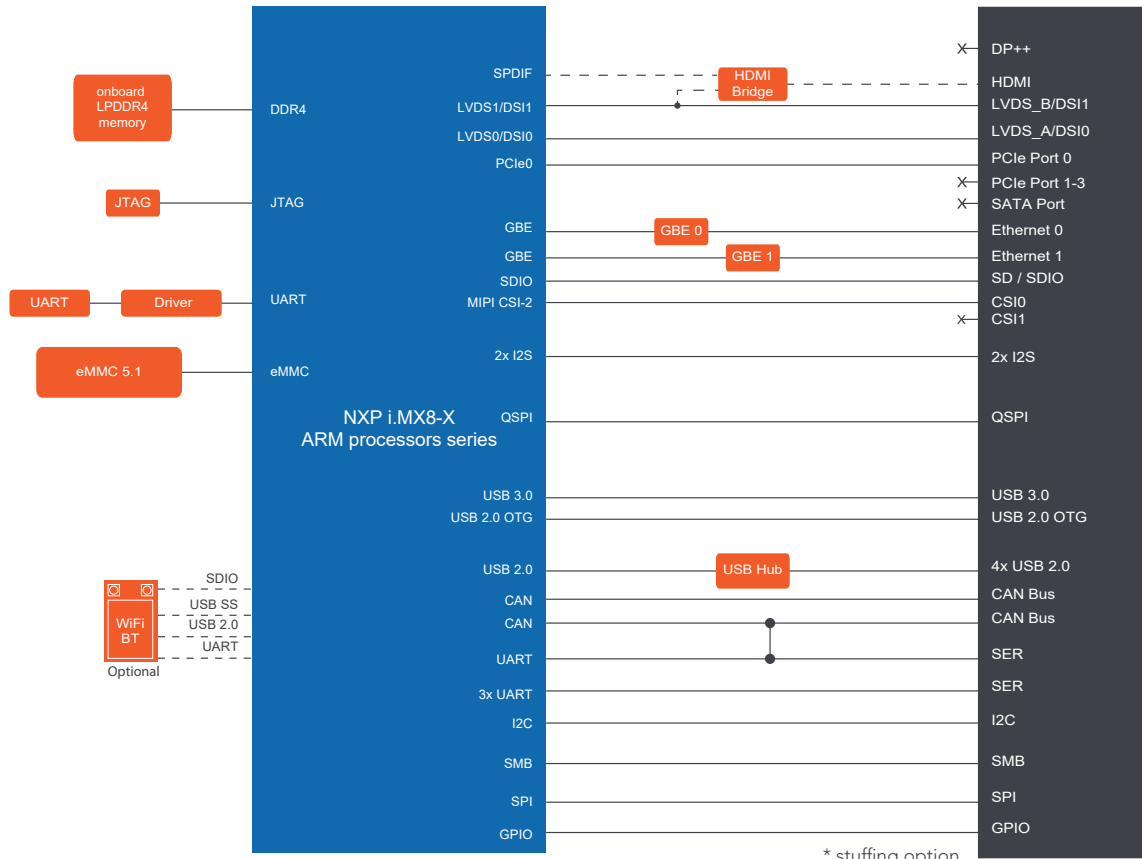 onboard
LPDDR4
memory
JTAG
UART
Driver
eMMC 5.1
SDIO
USB SS
USB 2.0
UART
WiFi
BT
Optional
DDR4
JTAG
UART
eMMC
NXP i.MX8-X
ARM processors series
SPDIF
LVDS1/DSI1
LVDS0/DSI0
PCIe0
GBE
GBE
SDIO
MIPI CSI-2
2x I2S
QSPI
USB 3.0
USB 2.0 OTG
USB 2.0
CAN
CAN
UART
3x UART
I2C
SMB
SPI
GPIO
HDMI
Bridge
GBE 0
GBE 1
USB Hub
X
X
X
X
DP++
HDMI
LVDS_B/DSI1
LVDS_A/DSI0
PCIe Port 0
PCIe Port 1-3
SATA Port
Ethernet 0
Ethernet 1
SD / SDIO
CSI0
CSI1
2x I2S
QSPI
USB 3.0
USB 2.0 OTG
4x USB 2.0
CAN Bus
CAN Bus
SER
SER
I2C
SMB
SPI
GPIO
* stuffing option